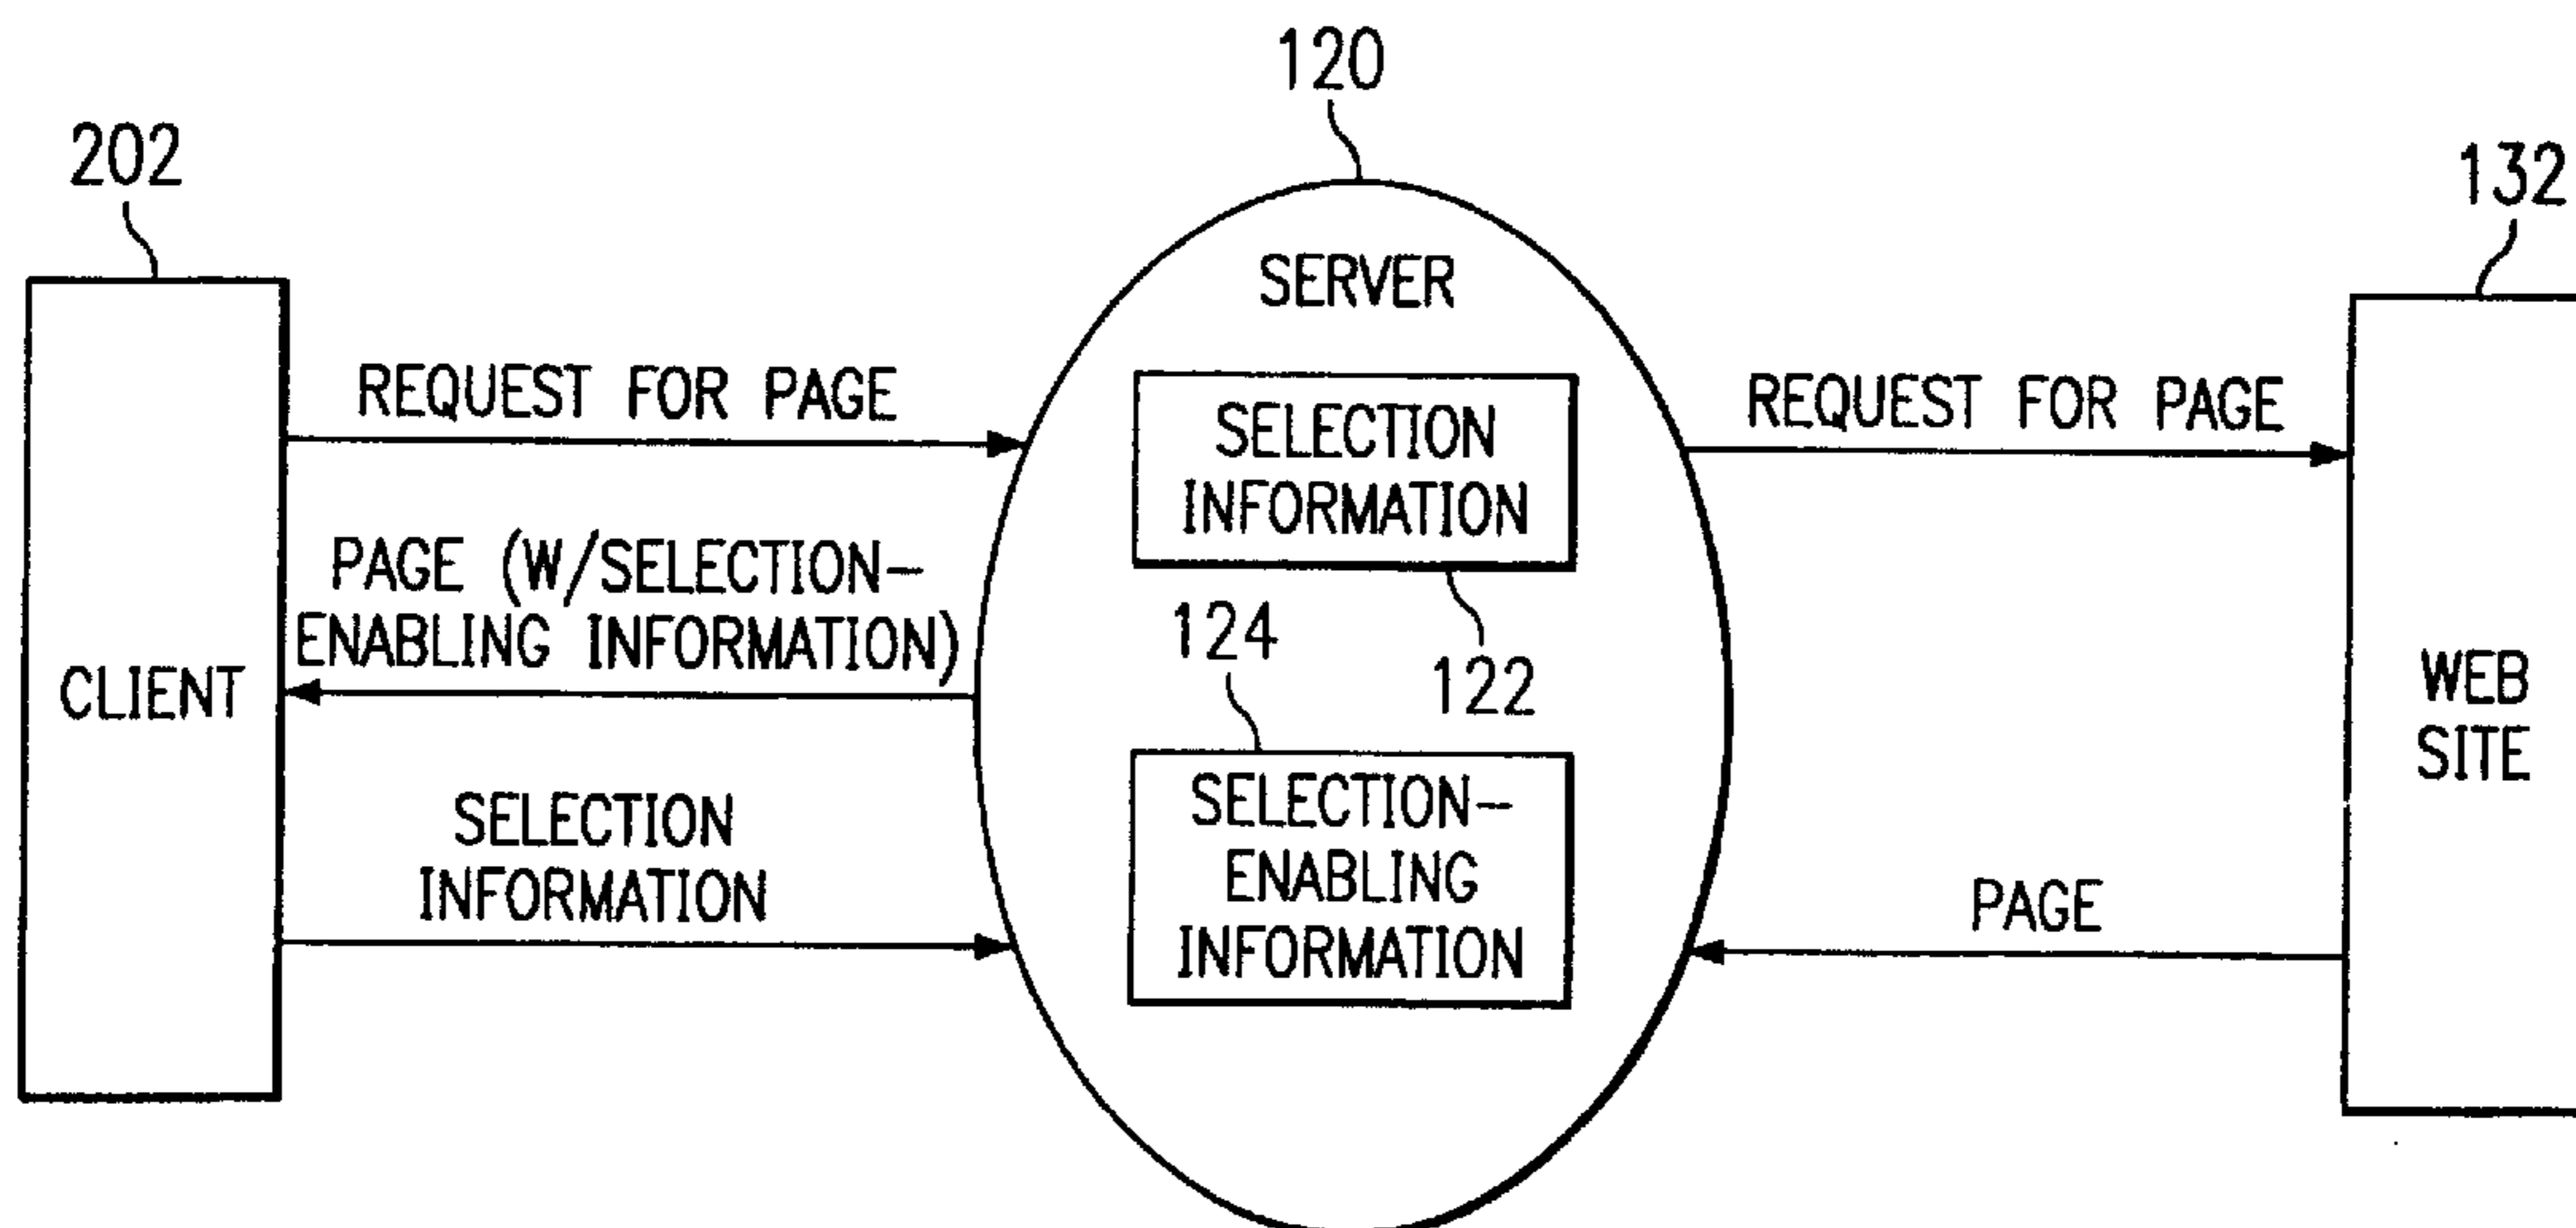 120
202
132
SERVER
REQUEST FOR PAGE
SELECTION
INFORMATION
REQUEST FOR PAGE
PAGE (W/SELECTION-
ENABLING INFORMATION)
124
122
CLIENT
WEB
SITE
SELECTION-
ENABLING
INFORMATION
SELECTION
INFORMATION
PAGE